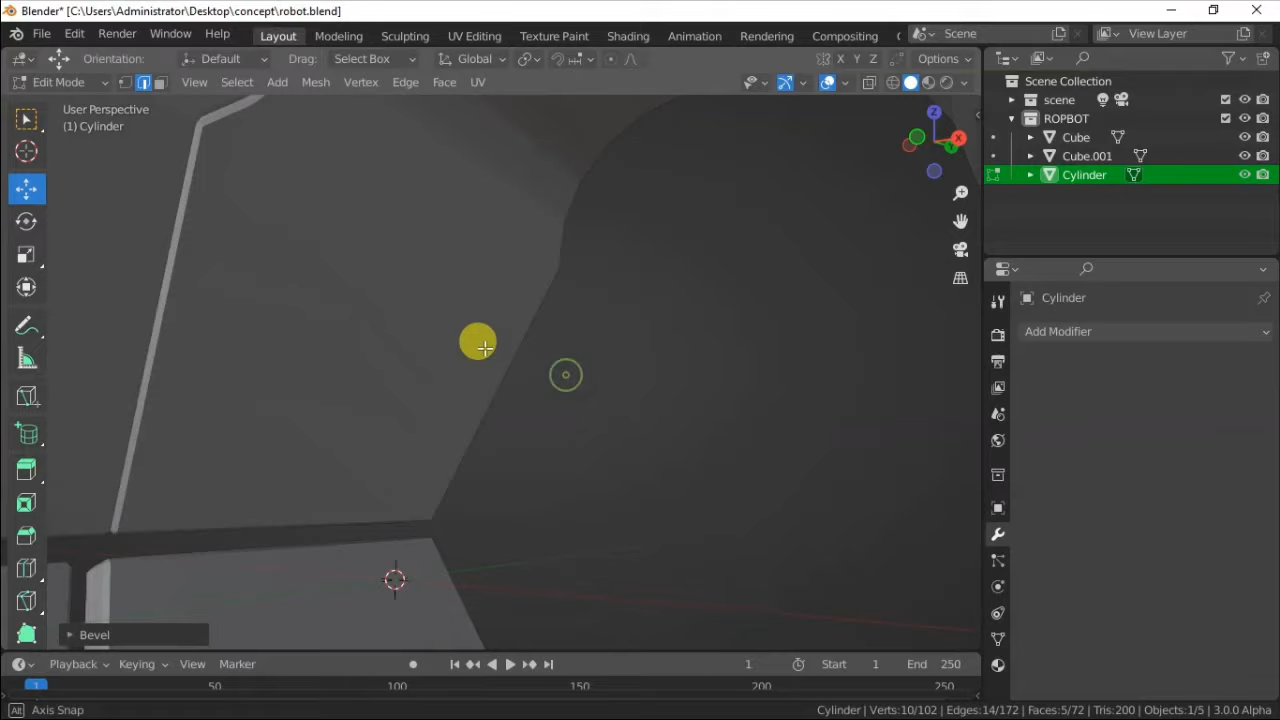 Blender* [C:\Users\Administrator\Desktop\concept\robot.blend]
File Edit Render Window Help Layout Modeling Sculpting UV Editing Texture Paint Shading Animation Rendering Compositing Scene View Layer
Orientation: Default Drag: Select Box Global X Y Z Options
Edit Mode View Select Add Mesh Vertex Edge Face UV
Scene Collection
scene
ROPBOT
Cube
Cube.001
Cylinder
User Perspective
(1) Cylinder
Z
X
Y
Cylinder
Add Modifier
Bevel
Playback Keying View Marker 1 Start 1 End 250
1 50 100 150 200 250
Alt Axis Snap Cylinder | Verts:10/102 | Edges:14/172 | Faces:5/72 | Tris:200 | Objects:1/5 | 3.0.0 Alpha